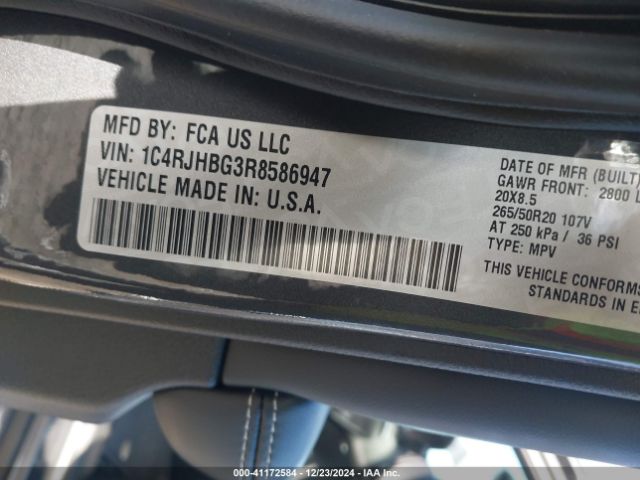 MFD BY: FCA US LLC
VIN: 1C4RJHBG3R8586947
VEHICLE MADE IN: U.S.A.
DATE OF MFR (BUILT)
GAWR FRONT: 2800 L
20X8.5
265/50R20 107V
AT 250 kPa / 36 PSI
TYPE: MPV
THIS VEHICLE CONFORMS
STANDARDS IN E
000-41172584 - 12/23/2024 - IAA Inc.